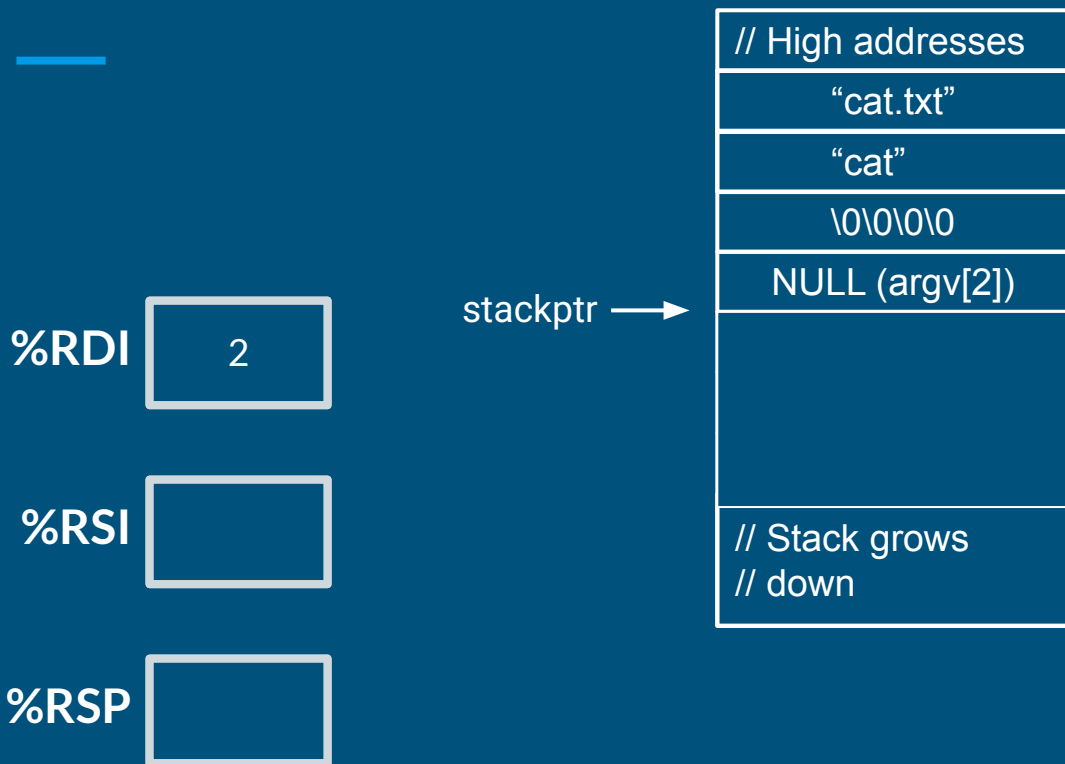 // High addresses
“cat.txt”
“cat”
\0\0\0\0
NULL (argv[2])
stackptr
%RDI
2
%RSI
// Stack grows
// down
%RSP